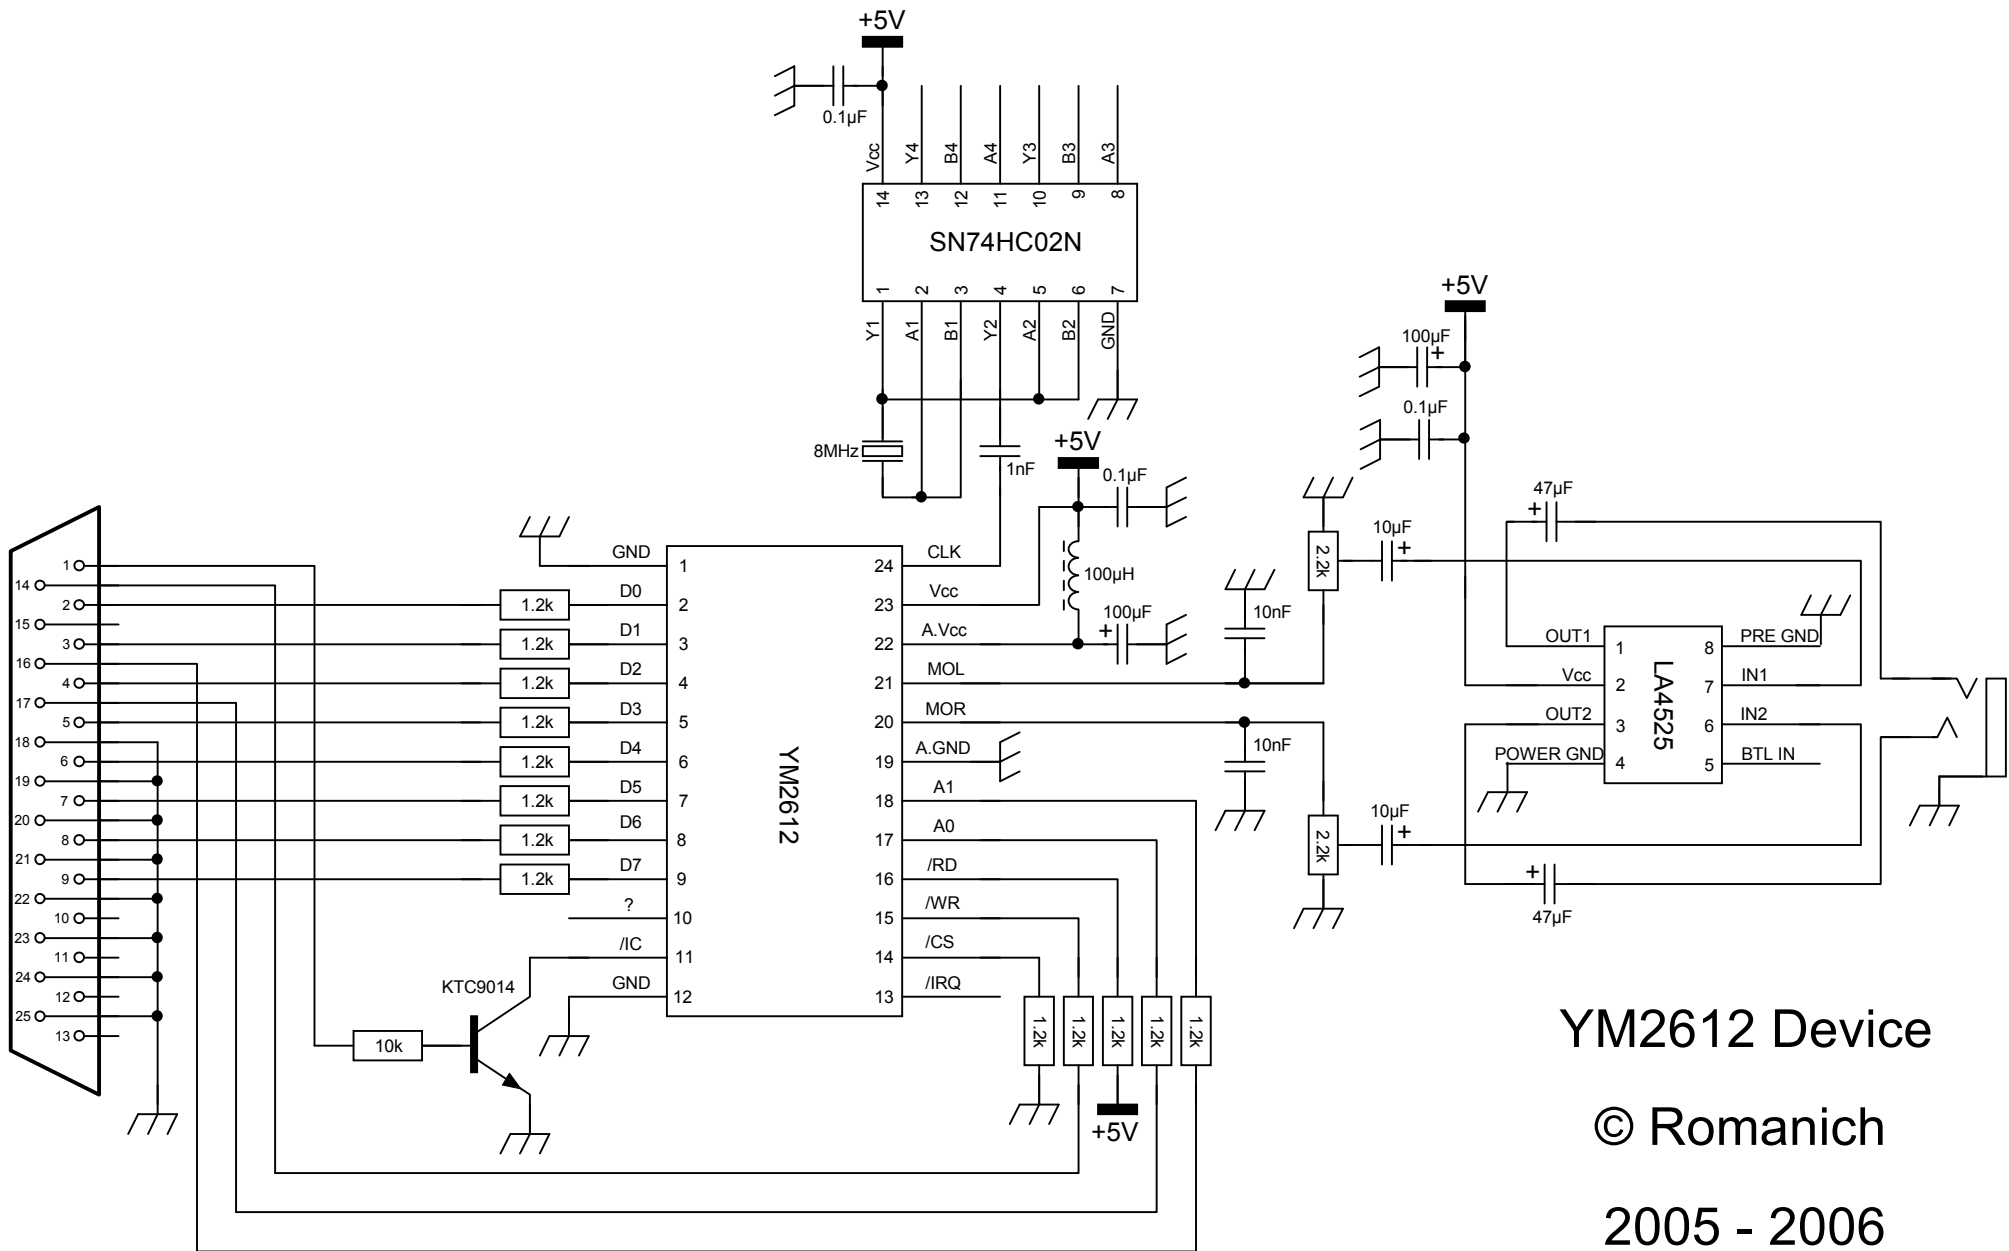 +5V
0.1µF
Vcc
Y4
B4
A4
Y3
B3
A3
14
13
12
11
10
9
8
SN74HC02N
1
2
3
4
5
6
7
Y1
A1
B1
Y2
A2
B2
GND
8MHz
1nF
+5V
0.1µF
100µH
100µF
+
1
14
2
15
3
16
4
17
5
18
6
19
7
20
8
21
9
22
10
23
11
24
12
25
13
1.2k
1.2k
1.2k
1.2k
1.2k
1.2k
1.2k
1.2k
GND
D0
D1
D2
D3
D4
D5
D6
D7
?
/IC
GND
1
2
3
4
5
6
7
8
9
10
11
12
YM2612
24
23
22
21
20
19
18
17
16
15
14
13
CLK
Vcc
A.Vcc
MOL
MOR
A.GND
A1
A0
/RD
/WR
/CS
/IRQ
KTC9014
10k
1.2k
1.2k
1.2k
1.2k
1.2k
+5V
10nF
10nF
2.2k
2.2k
10µF
+
10µF
+
+5V
100µF
+
0.1µF
47µF
+
OUT1
Vcc
OUT2
POWER GND
1
2
3
4
LA4525
8
7
6
5
PRE GND
IN1
IN2
BTL IN
+
47µF
YM2612 Device
© Romanich
2005 - 2006